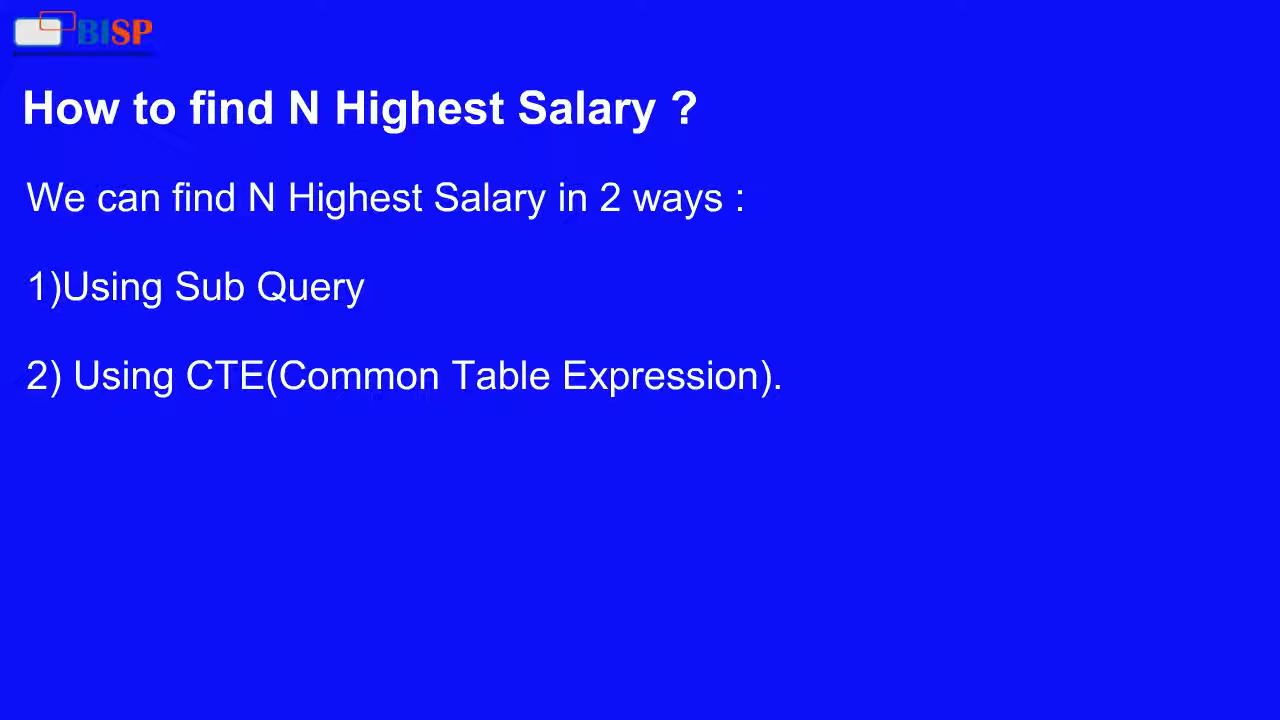 BISP
How to find N Highest Salary ?
We can find N Highest Salary in 2 ways :
1)Using Sub Query
2) Using CTE(Common Table Expression).